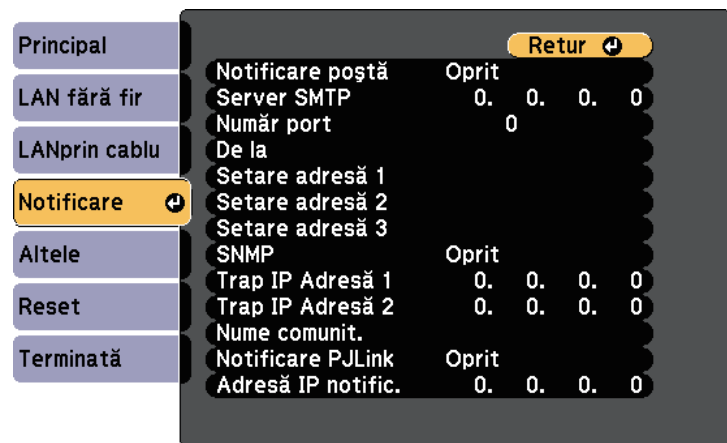 Principal
LAN fără fir
LANprin cablu
Notificare
Altele
Reset
Terminată
Retur
Notificare poştă Oprit
Server SMTP 0. 0. 0. 0
Număr port 0
De la
Setare adresă 1
Setare adresă 2
Setare adresă 3
SNMP Oprit
Trap IP Adresă 1 0. 0. 0. 0
Trap IP Adresă 2 0. 0. 0. 0
Nume comunit.
Notificare PJLink Oprit
Adresă IP notific. 0. 0. 0. 0